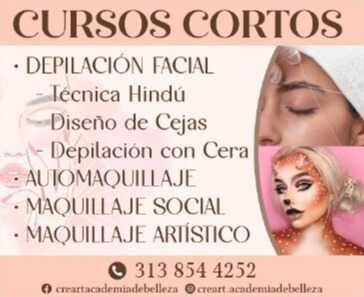 CURSOS CORTOS
• DEPILACIÓN FACIAL
- Técnica Hindú
- Diseño de Cejas
- Depilación con Cera
• AUTOMAQUILLAJE
• MAQUILLAJE SOCIAL
• MAQUILLAJE ARTÍSTICO
313 854 4252
creartacademiadebelleza creart.academiadebelleza